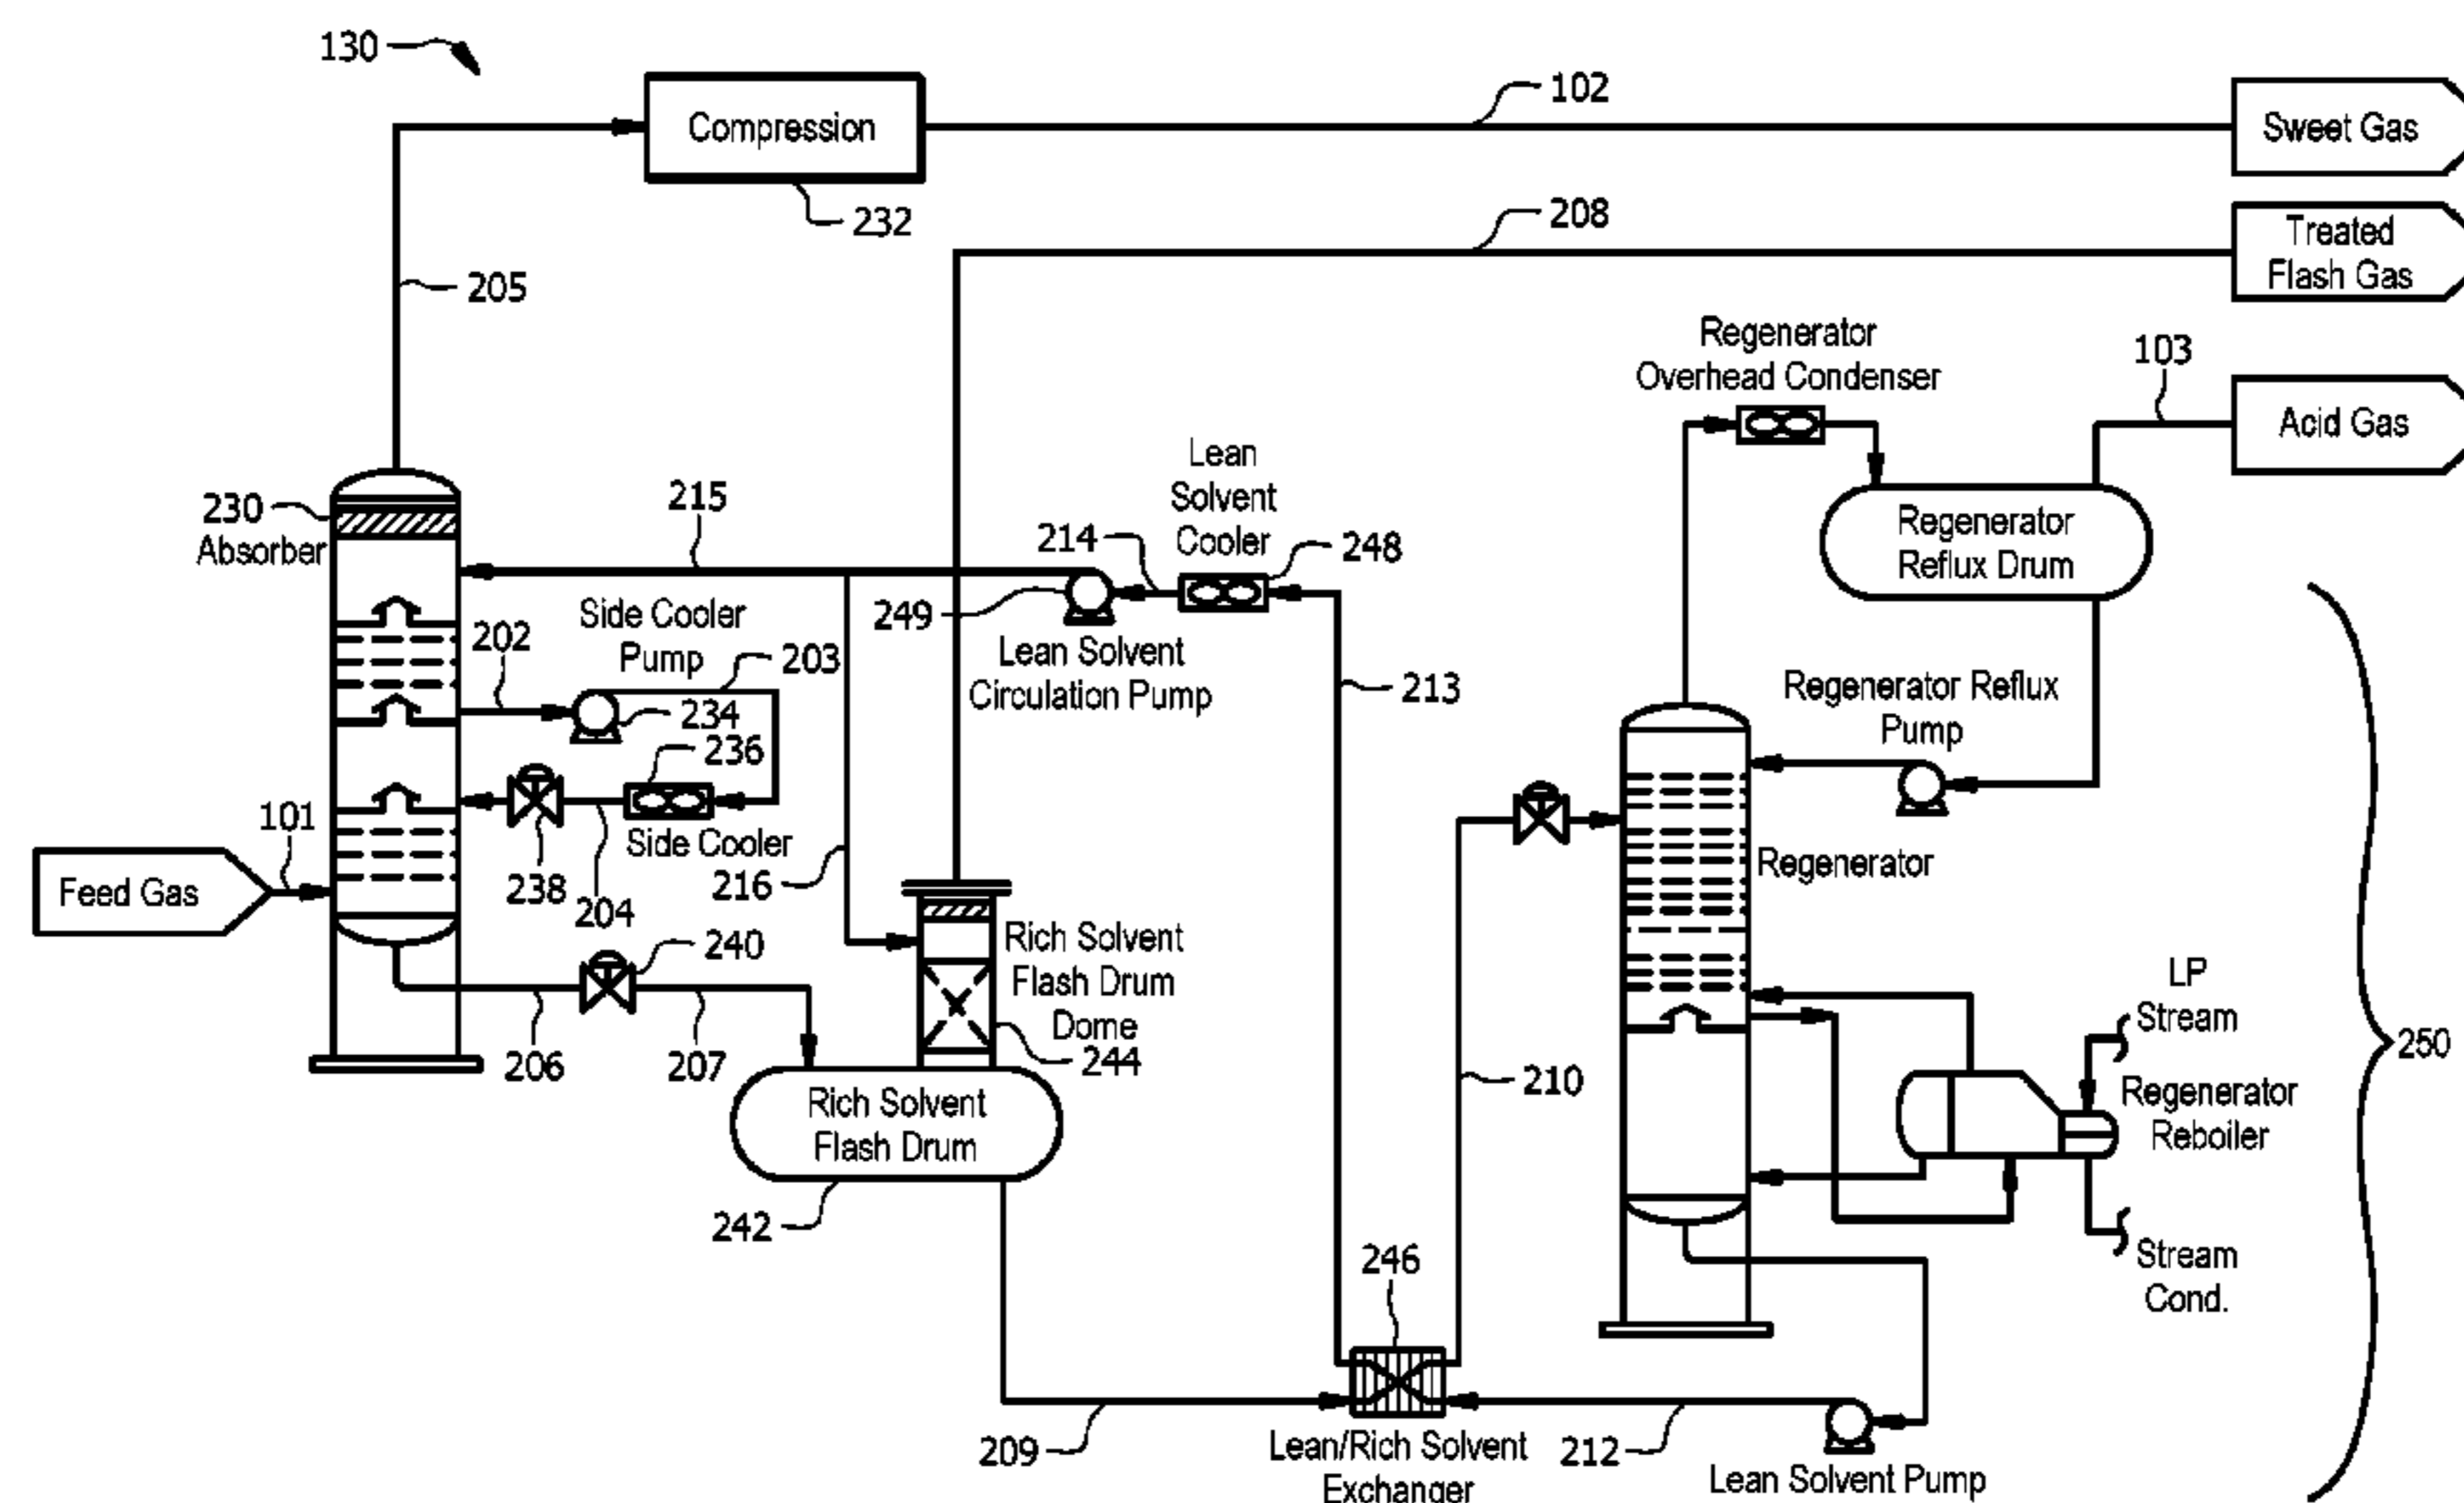 130
Compression
102
Sweet Gas
232
208
Treated
Flash Gas
205
Regenerator
Overhead Condenser
103
Acid Gas
230
Absorber
215
214
Lean
Solvent
Cooler
248
Regenerator
Reflux Drum
249
Lean Solvent
Circulation Pump
202
Side Cooler
Pump
203
234
236
213
Regenerator Reflux
Pump
101
Feed Gas
238
204
Side Cooler
216
Regenerator
240
206
207
Rich Solvent
Flash Drum
Dome
244
Rich Solvent
Flash Drum
242
210
LP
Stream
Regenerator
Reboiler
Stream
Cond.
250
246
209
Lean/Rich Solvent
Exchanger
212
Lean Solvent Pump